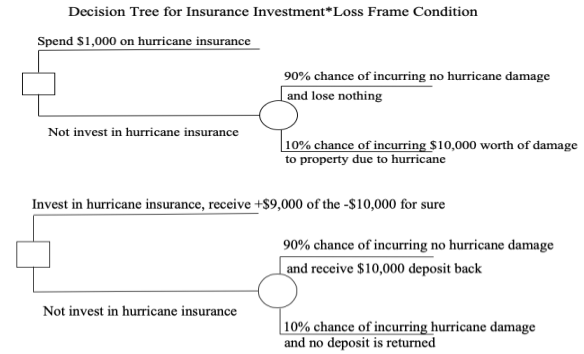 Decision Tree for Insurance Investment*Loss Frame Condition
Spend $1,000 on hurricane insurance
90% chance of incurring no hurricane damage
and lose nothing
Not invest in hurricane insurance
10% chance of incurring $10,000 worth of damage
to property due to hurricane
Invest in hurricane insurance, receive +$9,000 of the -$10,000 for sure
90% chance of incurring no hurricane damage
and receive $10,000 deposit back
Not invest in hurricane insurance
10% chance of incurring hurricane damage
and no deposit is returned